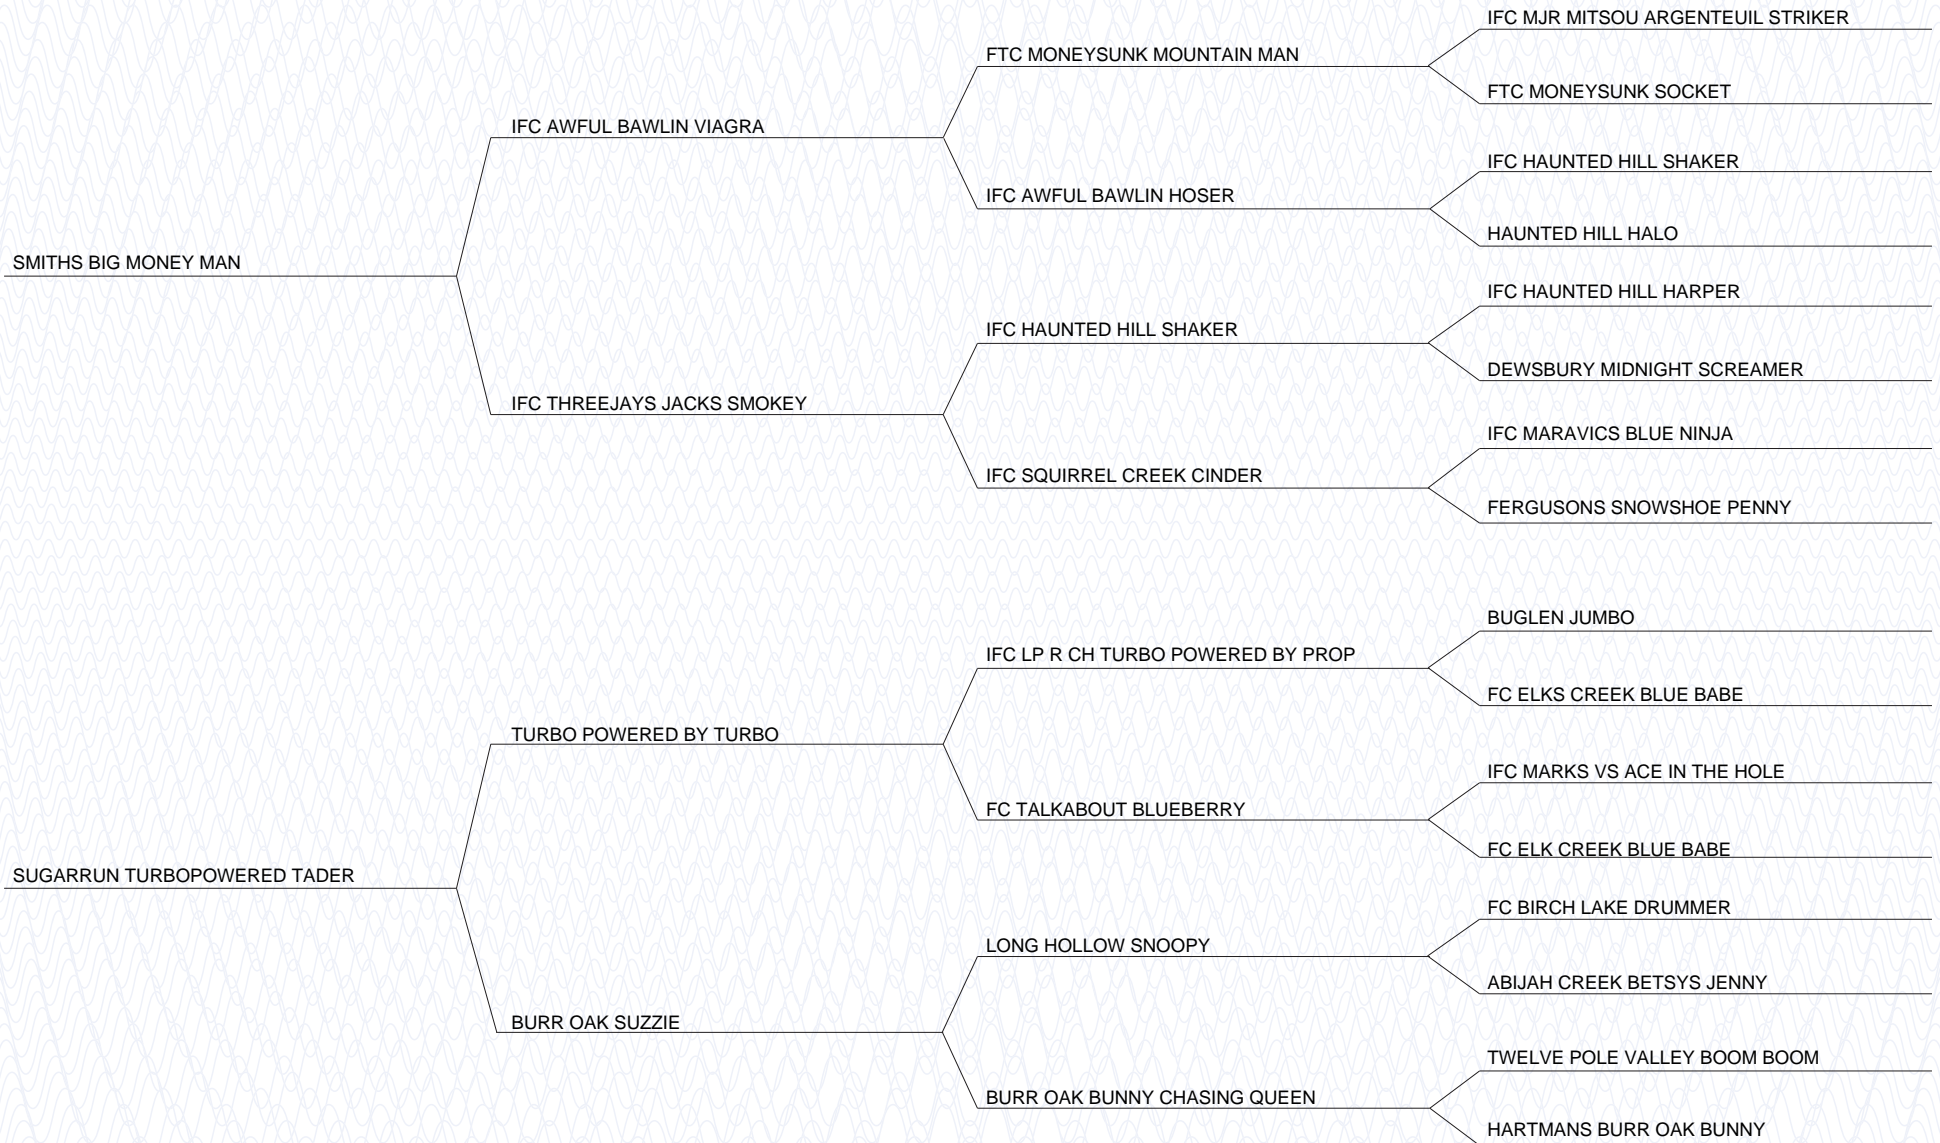 IFC MJR MITSOU ARGENTEUIL STRIKER
FTC MONEYSUNK MOUNTAIN MAN
FTC MONEYSUNK SOCKET
IFC AWFUL BAWLIN VIAGRA
IFC HAUNTED HILL SHAKER
IFC AWFUL BAWLIN HOSER
HAUNTED HILL HALO
SMITHS BIG MONEY MAN
IFC HAUNTED HILL HARPER
IFC HAUNTED HILL SHAKER
DEWSBURY MIDNIGHT SCREAMER
IFC THREEJAYS JACKS SMOKEY
IFC MARAVICS BLUE NINJA
IFC SQUIRREL CREEK CINDER
FERGUSONS SNOWSHOE PENNY
BUGLEN JUMBO
IFC LP R CH TURBO POWERED BY PROP
FC ELKS CREEK BLUE BABE
TURBO POWERED BY TURBO
IFC MARKS VS ACE IN THE HOLE
FC TALKABOUT BLUEBERRY
FC ELK CREEK BLUE BABE
SUGARRUN TURBOPOWERED TADER
FC BIRCH LAKE DRUMMER
LONG HOLLOW SNOOPY
ABIJAH CREEK BETSYS JENNY
BURR OAK SUZZIE
TWELVE POLE VALLEY BOOM BOOM
BURR OAK BUNNY CHASING QUEEN
HARTMANS BURR OAK BUNNY